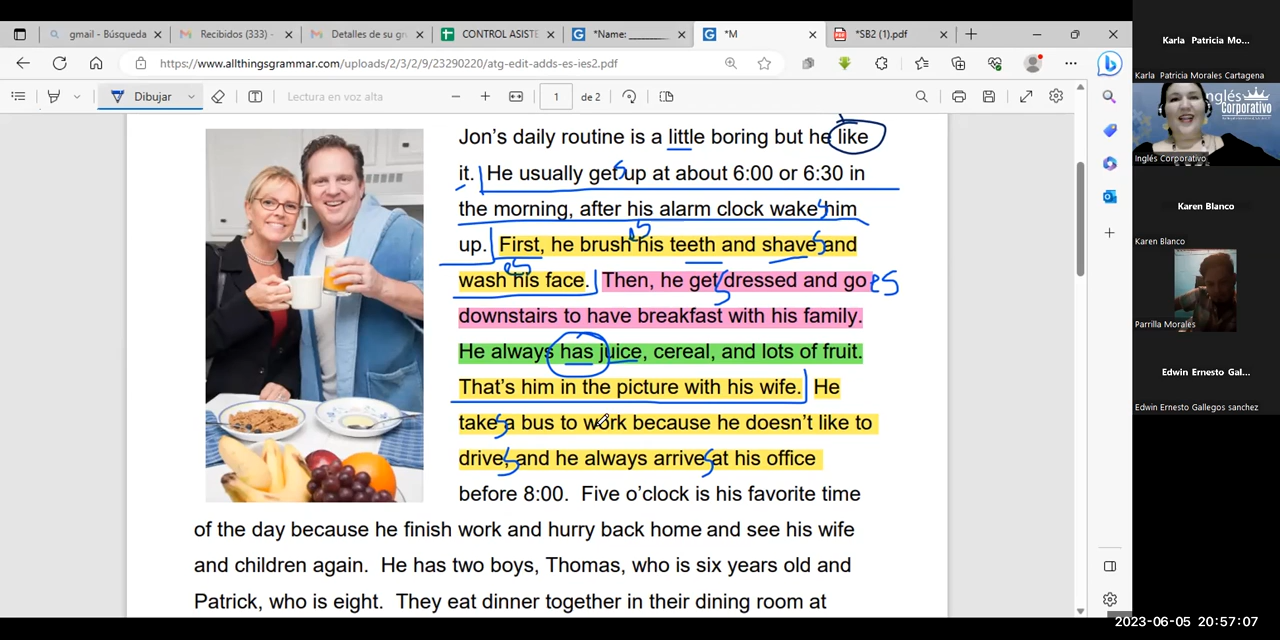 gmail - Búsqueda
Recibidos (333) -
Detalles de su gr
CONTROL ASISTE
*Name: ________
*M
*SB2 (1).pdf
https://www.allthingsgrammar.com/uploads/2/3/2/9/23290220/atg-edit-adds-es-ies2.pdf
Dibujar
Lectura en voz alta
1
de 2
Jon's daily routine is a little boring but he like
it. He usually get s up at about 6:00 or 6:30 in
the morning, after his alarm clock wake s him
up. First, he brush es his teeth and shave s and
wash es his face. Then, he get s dressed and go es
downstairs to have breakfast with his family.
He always has juice, cereal, and lots of fruit.
That's him in the picture with his wife. He
take s a bus to work because he doesn't like to
drive, s and he always arrive s at his office
before 8:00. Five o'clock is his favorite time
of the day because he finish work and hurry back home and see his wife
and children again. He has two boys, Thomas, who is six years old and
Patrick, who is eight. They eat dinner together in their dining room at
Karla Patricia Mo...
Karla Patricia Morales Cartagena
Inglés
Corporativo
Inglés Corporativo
Karen Blanco
Karen Blanco
Parrilla Morales
Edwin Ernesto Gal...
Edwin Ernesto Gallegos sanchez
2023-06-05 20:57:07